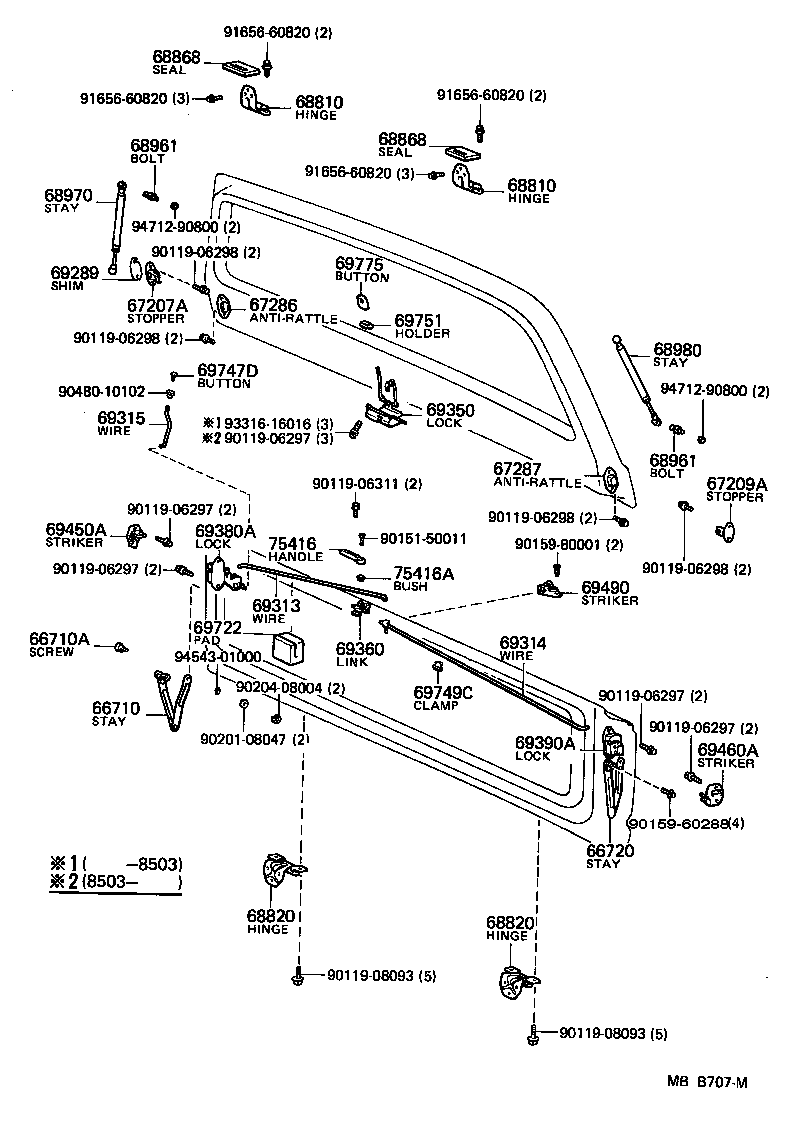 91656-60820 (2)
68868
SEAL
91656-60820 (3)
68810
HINGE
91656-60820 (2)
68868
SEAL
91656-60820 (3)
68810
HINGE
68961
BOLT
68970
STAY
94712-90800 (2)
90119-06298 (2)
69289
SHIM
67207A
STOPPER
67286
ANTI-RATTLE
69775
BUTTON
69751
HOLDER
90119-06298 (2)
69747D
BUTTON
90480-10102
69315
WIRE
68980
STAY
94712-90800 (2)
69350
LOCK
※1 93316-16016 (3)
※2 90119-06297 (3)
68961
BOLT
67287
ANTI-RATTLE
67209A
STOPPER
90119-06311 (2)
90119-06297 (2)
69450A
STRIKER
69380A
LOCK
90119-06298 (2)
75416
HANDLE
90151-50011
90159-80001 (2)
90119-06297 (2)
75416A
BUSH
90119-06298 (2)
69490
STRIKER
69313
WIRE
69722
PAD
69360
LINK
69314
WIRE
66710A
SCREW
94543-01000
90204-08004 (2)
69749C
CLAMP
66710
STAY
90201-08047 (2)
90119-06297 (2)
90119-06297 (2)
69390A
LOCK
69460A
STRIKER
90159-60288(4)
66720
STAY
※1 ( -8503)
※2 (8503- )
68820
HINGE
68820
HINGE
90119-08093 (5)
90119-08093 (5)
MB B707-M